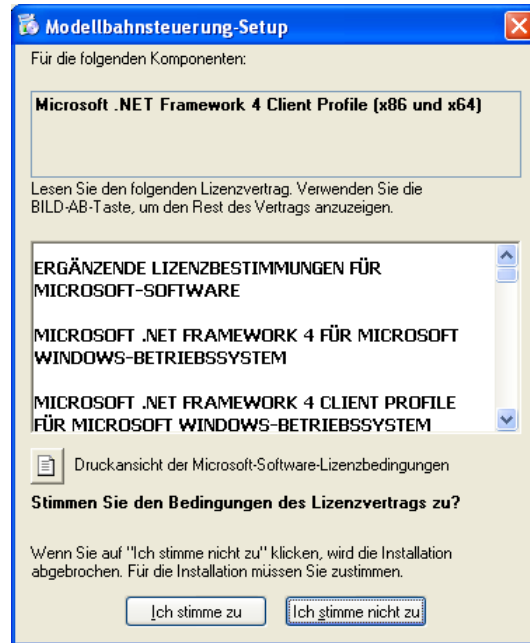 Modellbahnsteuerung-Setup
Für die folgenden Komponenten:
Microsoft .NET Framework 4 Client Profile (x86 und x64)
Lesen Sie den folgenden Lizenzvertrag. Verwenden Sie die
BILD-AB-Taste, um den Rest des Vertrags anzuzeigen.
ERGÄNZENDE LIZENZBESTIMMUNGEN FÜR
MICROSOFT-SOFTWARE
MICROSOFT .NET FRAMEWORK 4 FÜR MICROSOFT
WINDOWS-BETRIEBSSYSTEM
MICROSOFT .NET FRAMEWORK 4 CLIENT PROFILE
FÜR MICROSOFT WINDOWS-BETRIEBSSYSTEM
Druckansicht der Microsoft-Software-Lizenzbedingungen
Stimmen Sie den Bedingungen des Lizenzvertrags zu?
Wenn Sie auf "Ich stimme nicht zu" klicken, wird die Installation
abgebrochen. Für die Installation müssen Sie zustimmen.
Ich stimme zu
Ich stimme nicht zu